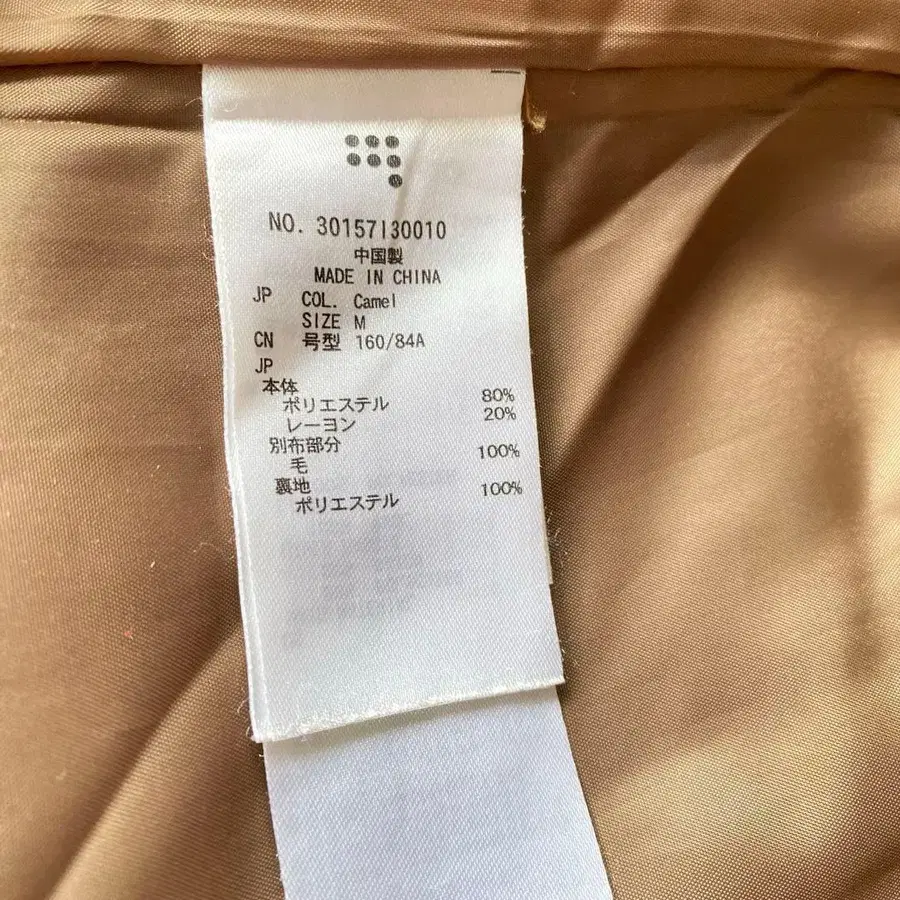 NO. 30157130010
中国製
MADE IN CHINA
JP COL. Camel
SIZE M
CN 号型 160/84A
JP
本体
ポリエステル 80%
レーヨン 20%
別布部分
毛 100%
裏地
ポリエステル 100%